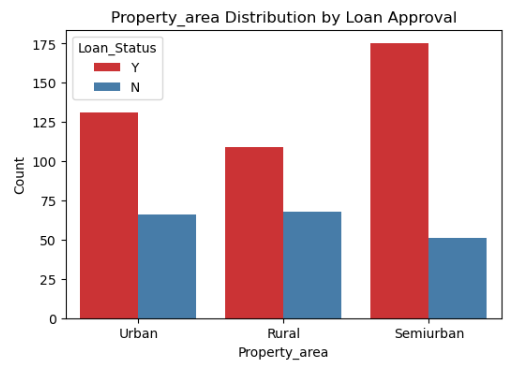 Property_area Distribution by Loan Approval
Loan_Status
Y
N
175
150
125
100
75
50
25
0
Count
Urban Rural Semiurban
Property_area